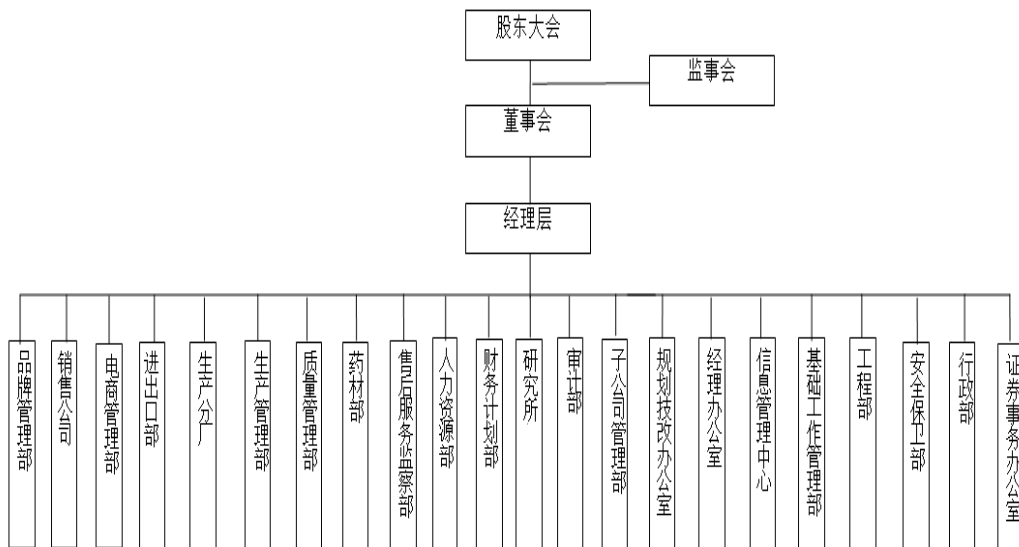 股东大会
监事会
董事会
经理层
品牌管理部
销售公司
电商管理部
进出口部
生产分厂
生产管理部
质量管理部
药材部
售后服务监察部
人力资源部
财务计划部
研究所
审计部
子公司管理部
规划技改办公室
经理办公室
信息管理中心
基础工作管理部
工程部
安全保卫部
行政部
证券事务办公室